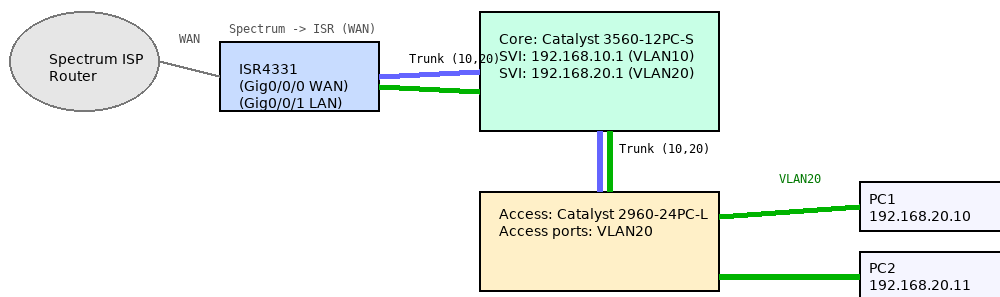 Spectrum ISP
Router
WAN
Spectrum -> ISR (WAN)
ISR4331
(Gig0/0/0 WAN)
(Gig0/0/1 LAN)
Trunk (10,20)
Core: Catalyst 3560-12PC-S
SVI: 192.168.10.1 (VLAN10)
SVI: 192.168.20.1 (VLAN20)
Trunk (10,20)
Access: Catalyst 2960-24PC-L
Access ports: VLAN20
VLAN20
PC1
192.168.20.10
PC2
192.168.20.11